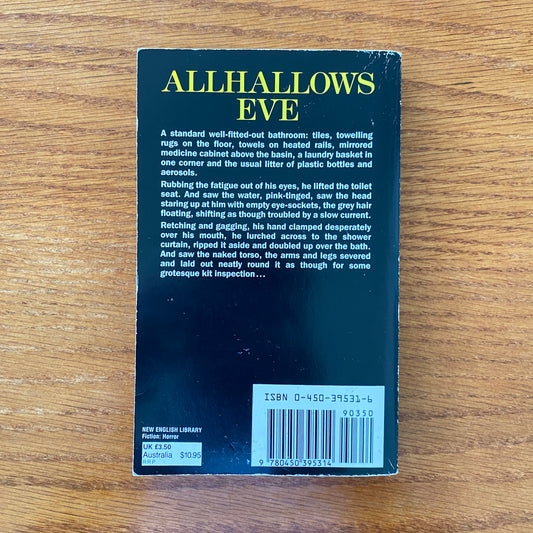 ALLHALLOWS
EVE
A standard well-fitted-out bathroom: tiles, towelling
rugs on the floor, towels on heated rails, mirrored
medicine cabinet above the basin, a laundry basket in
one corner and the usual litter of plastic bottles and
aerosols.
Rubbing the fatigue out of his eyes, he lifted the toilet
seat. And saw the water, pink-tinged, saw the head
staring up at him with empty eye-sockets, the grey hair
floating, shifting as though troubled by a slow current.
Retching and gagging, his hand clamped desperately
over his mouth, he lurched across to the shower
curtain, ripped it aside and doubled up over the bath.
And saw the naked torso, the arms and legs severed
and laid out neatly round it as though for some
grotesque kit inspection...
ISBN 0-450-39531-6
90350
9 780450 395314
NEW ENGLISH LIBRARY
Fiction: Horror
UK £3.50
Australia $10.95
R.R.P.